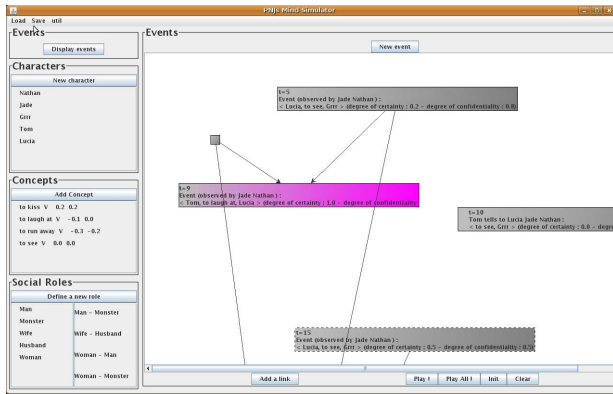 PNJs Mind Simulator
Load Save util
Events
Display events
Characters
New character
Nathan
Jade
Grrr
Tom
Lucia
Concepts
Add Concept
to kiss V 0.2 0.2
to laugh at V -0.1 0.0
to run away V -0.3 -0.2
to see V 0.0 0.0
Social Roles
Define a new role
Man
Monster
Wife
Husband
Woman
Man - Monster
Wife - Husband
Woman - Man
Woman - Monster
Events
New event
t=5
Event (observed by Jade Nathan ) :
< Lucia, to see, Grrr > (degree of certainty : 0.2 - degree of confidentiality : 0.8)
t=9
Event (observed by Jade Nathan ) :
< Tom, to laugh at, Lucia > (degree of certainty : 1.0 - degree of confidentiality
t=10
Tom tells to Lucia Jade Nathan :
< to see, Grrr > (degree of certainty : 0.0 - degre
t=15
Event (observed by Jade Nathan ) :
< Lucia, to see, Grrr > (degree of certainty : 0.5 - degree of confidentiality : 0.5)
Add a link
Play !
Play All !
Init
Clear